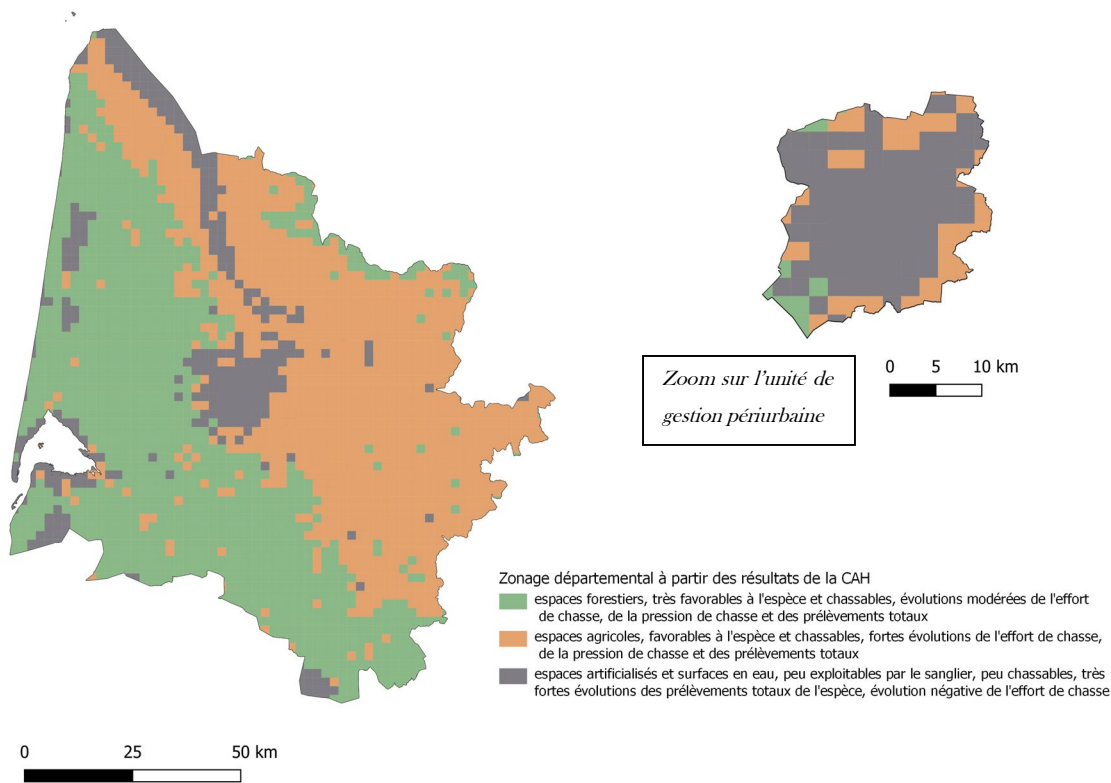 Zoom sur l'unité de
gestion périurbaine
0 5 10 km
Zonage départemental à partir des résultats de la CAH
espaces forestiers, très favorables à l'espèce et chassables, évolutions modérées de l'effort
de chasse, de la pression de chasse et des prélèvements totaux
espaces agricoles, favorables à l'espèce et chassables, fortes évolutions de l'effort de chasse,
de la pression de chasse et des prélèvements totaux
espaces artificialisés et surfaces en eau, peu exploitables par le sanglier, peu chassables, très
fortes évolutions des prélèvements totaux de l'espèce, évolution négative de l'effort de chasse
0 25 50 km